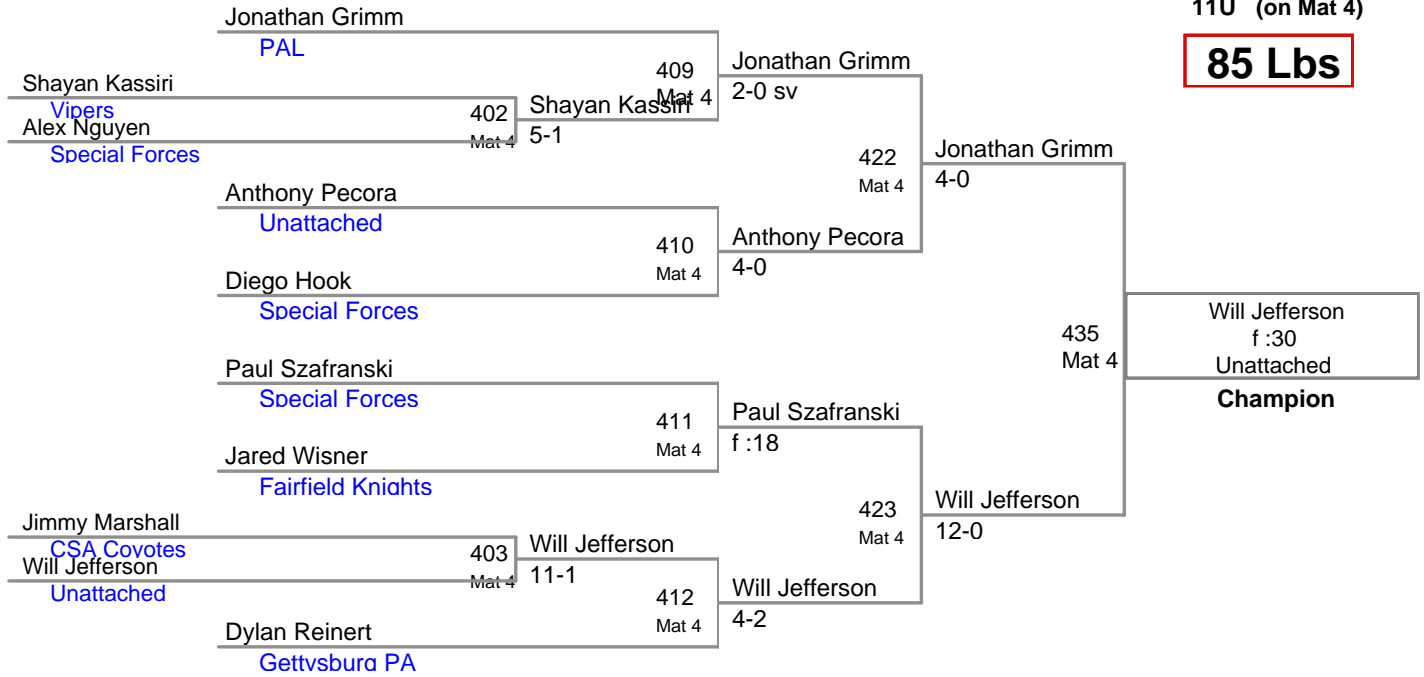 11U (on Mat 4)
85 Lbs
Jonathan Grimm
PAL
Shayan Kassiri
Vipers
Alex Nguyen
Special Forces
402
Mat 4
Shayan Kassiri
5-1
409
Mat 4
Jonathan Grimm
2-0 sv
Anthony Pecora
Unattached
Diego Hook
Special Forces
410
Mat 4
Anthony Pecora
4-0
422
Mat 4
Jonathan Grimm
4-0
Paul Szafranski
Special Forces
Jared Wisner
Fairfield Knights
411
Mat 4
Paul Szafranski
f :18
Jimmy Marshall
CSA Coyotes
Will Jefferson
Unattached
403
Mat 4
Will Jefferson
11-1
Dylan Reinert
Gettysburg PA
412
Mat 4
Will Jefferson
4-2
423
Mat 4
Will Jefferson
12-0
435
Mat 4
Will Jefferson
f :30
Unattached
Champion